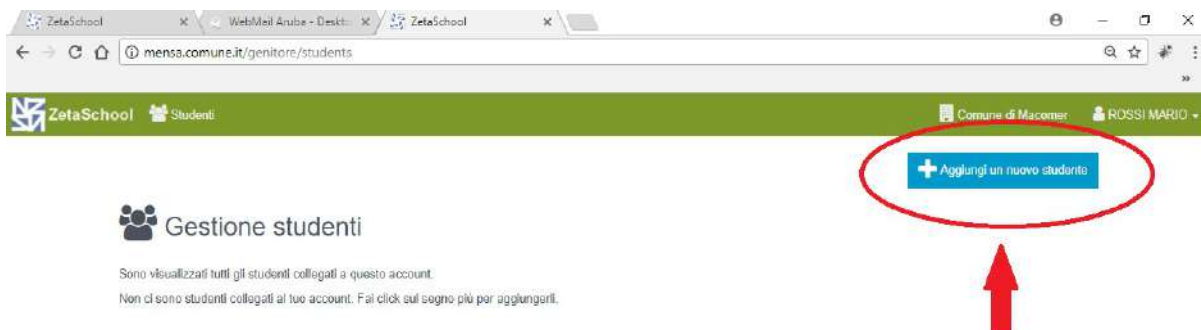 ZetaSchool
WebMail Aruba - Deskto
ZetaSchool
mensa.comune.it/genitore/students
ZetaSchool
Studenti
Comune di Macomer
ROSSI MARIO
Aggiungi un nuovo studente
Gestione studenti
Sono visualizzati tutti gli studenti collegati a questo account.
Non ci sono studenti collegati al tuo account. Fai click sul segno più per aggiungerli.